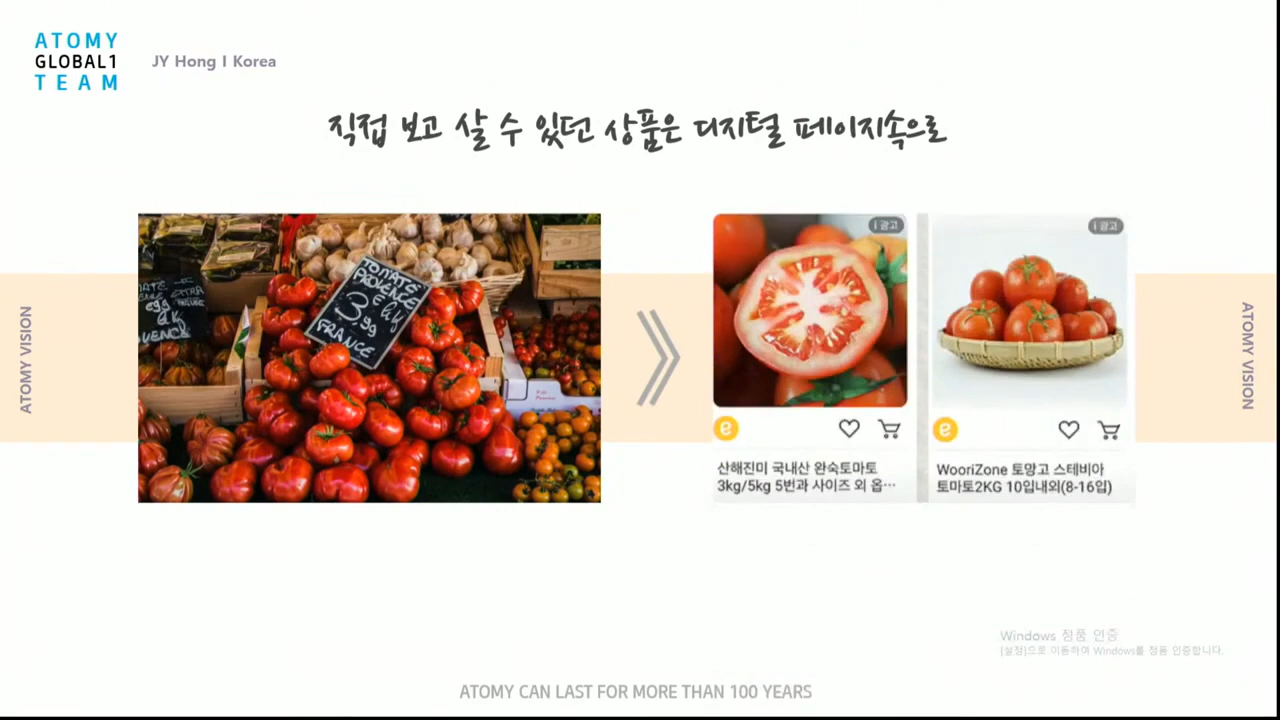 ATOMY
GLOBAL1
TEAM
JY Hong I Korea
직접 보고 살 수 있던 상품은 디지털 페이지속으로
ATOMY VISION
TOMATE
PROVENCE
3€99 kg
FRANCE
i 광고
i 광고
산해진미 국내산 완숙토마토
3kg/5kg 5번과 사이즈 외 옵…
WooriZone 토망고 스테비아
토마토2KG 10입내외(8-16입)
ATOMY VISION
Windows 정품 인증
[설정]으로 이동하여 Windows를 정품 인증합니다.
ATOMY CAN LAST FOR MORE THAN 100 YEARS